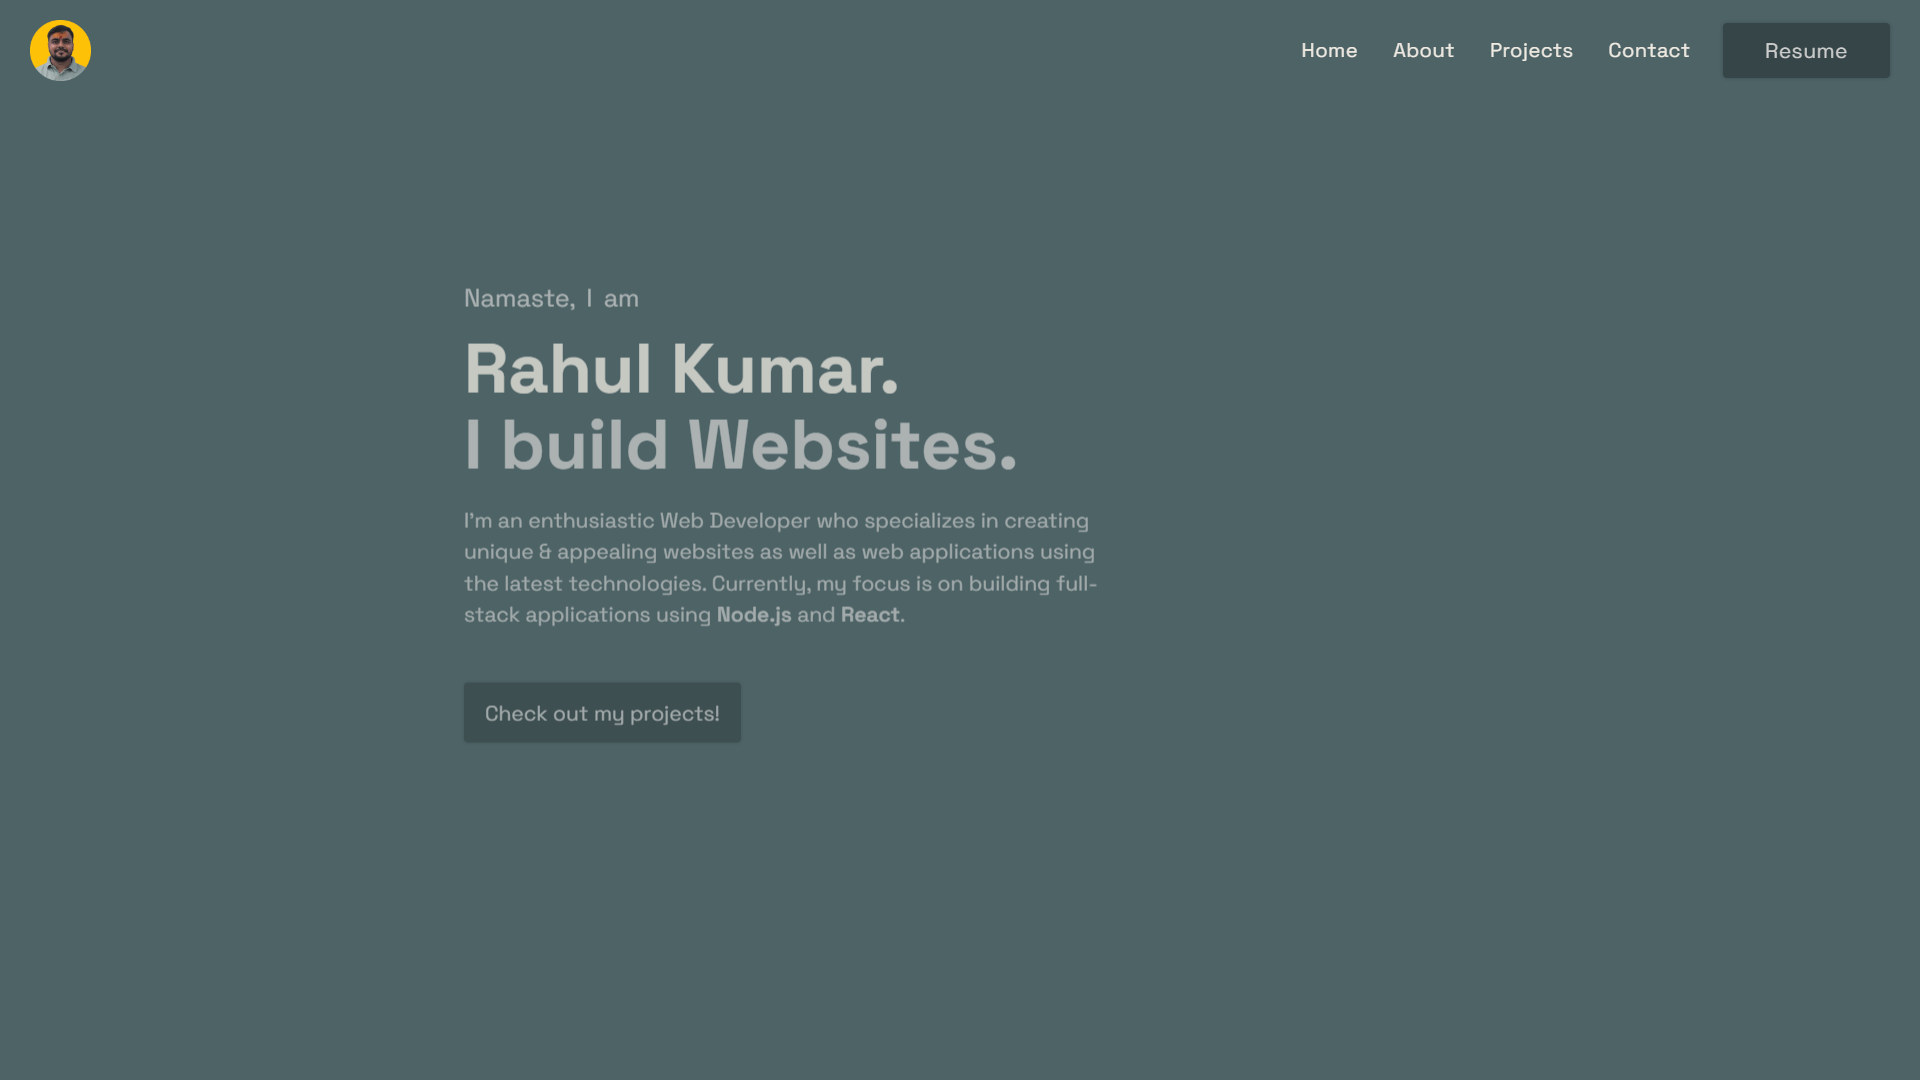 Home About Projects Contact Resume
Namaste, I am
Rahul Kumar.
I build Websites.
I'm an enthusiastic Web Developer who specializes in creating
unique & appealing websites as well as web applications using
the latest technologies. Currently, my focus is on building full-
stack applications using Node.js and React.
Check out my projects!